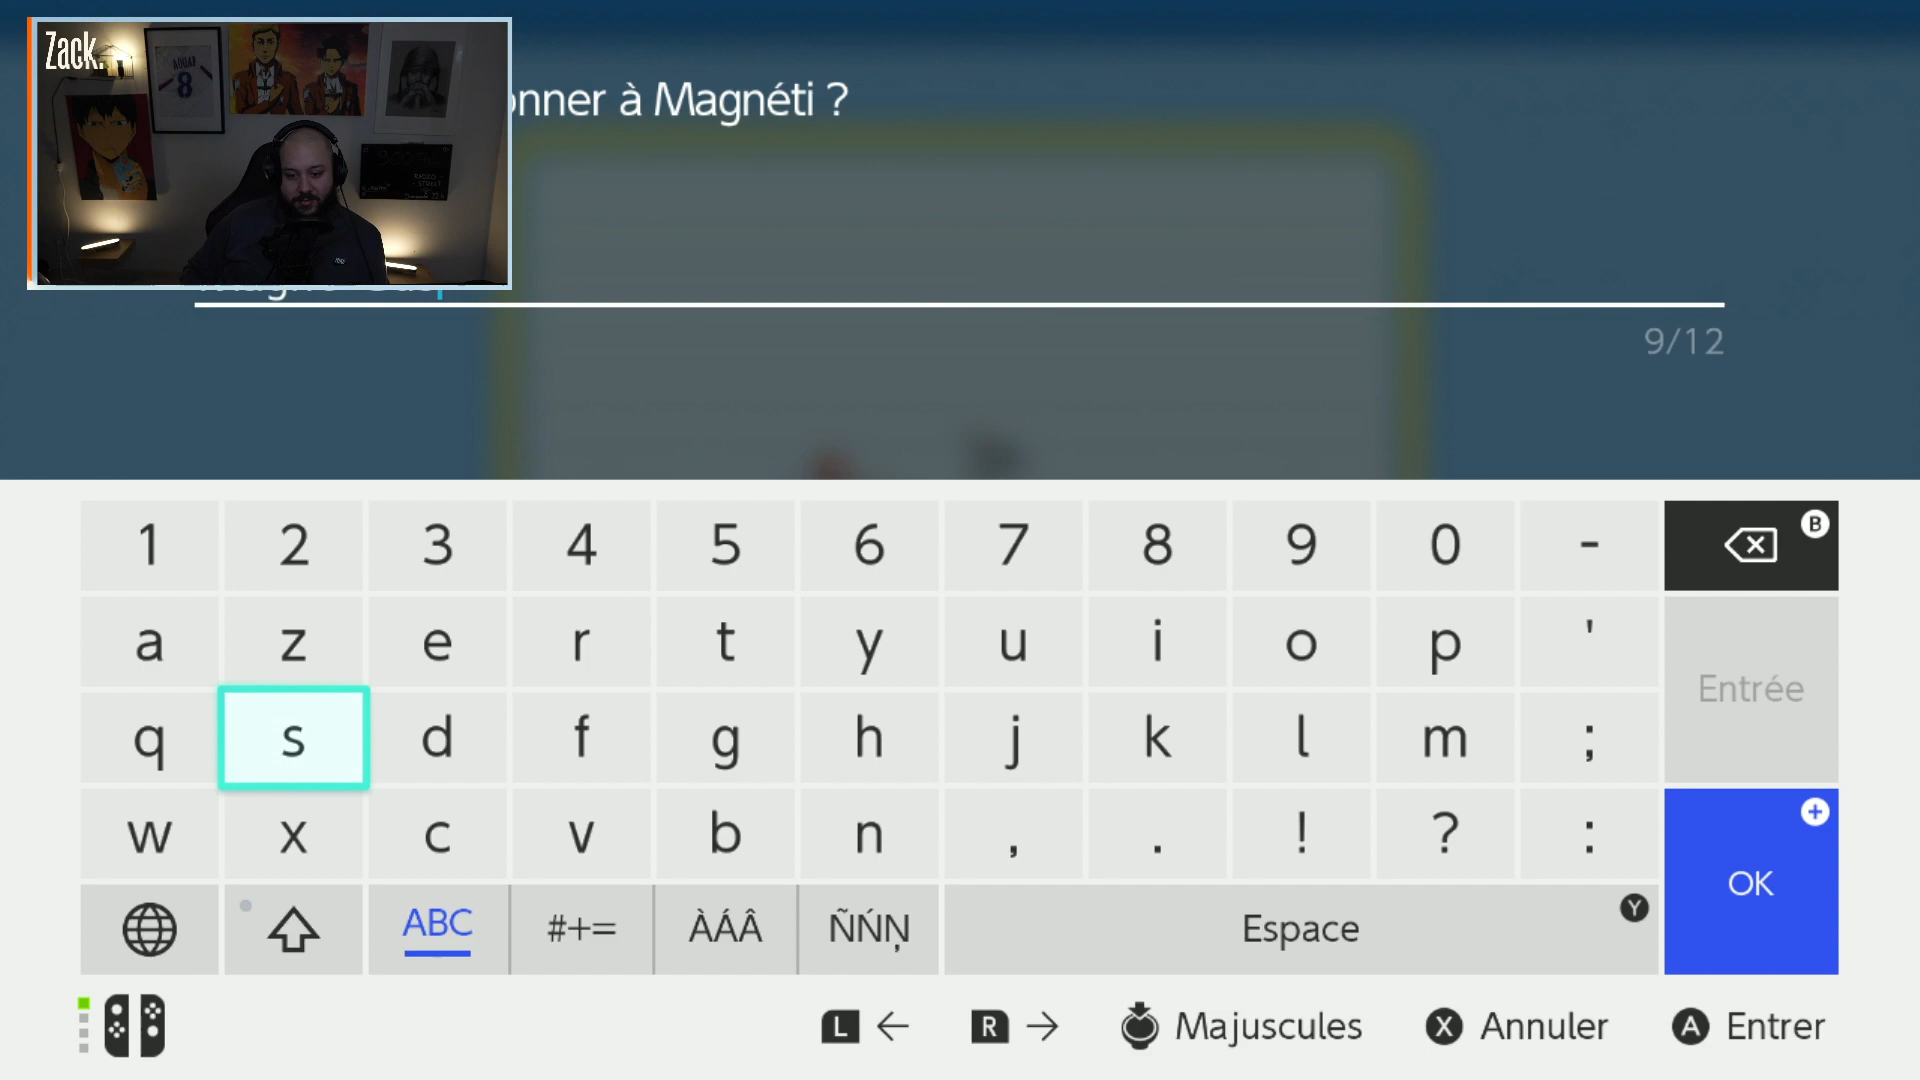 Zack.
onner à Magnéti ?
9/12
1 2 3 4 5 6 7 8 9 0 -
B
a z e r t y u i o p '
Entrée
q s d f g h j k l m ;
w x c v b n , . ! ? :
OK
ABC #+= ÀÁÂ ÑŃŅ Espace Y
L ← R → Majuscules X Annuler A Entrer